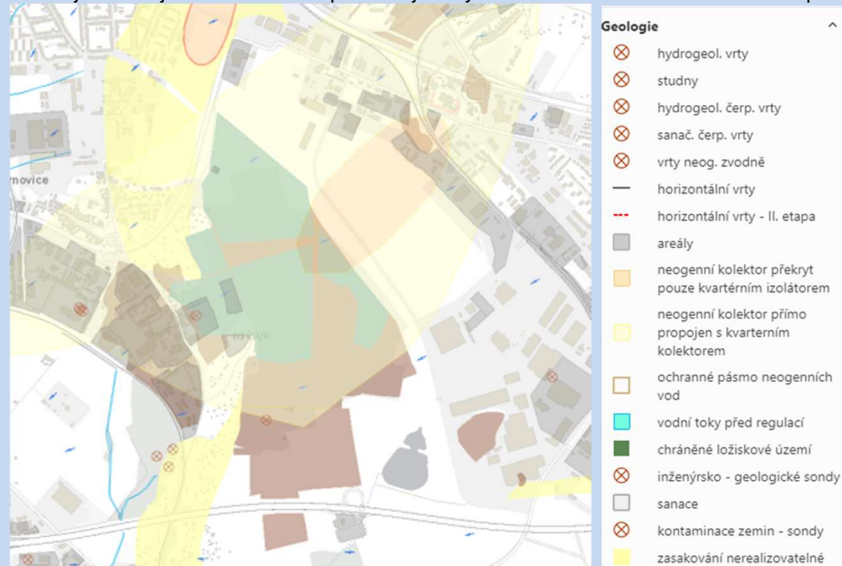 Geologie
hydrogeol. vrty
studny
hydrogeol. čerp. vrty
sanač. čerp. vrty
vrty neog. zvodně
horizontální vrty
horizontální vrty - II. etapa
areály
neogenní kolektor překryt
pouze kvartérním izolátorem
neogenní kolektor přímo
propojen s kvarterním
kolektorem
ochranné pásmo neogenních
vod
vodní toky před regulací
chráněné ložiskové území
inženýrsko - geologické sondy
sanace
kontaminace zemin - sondy
zasakování nerealizovatelné